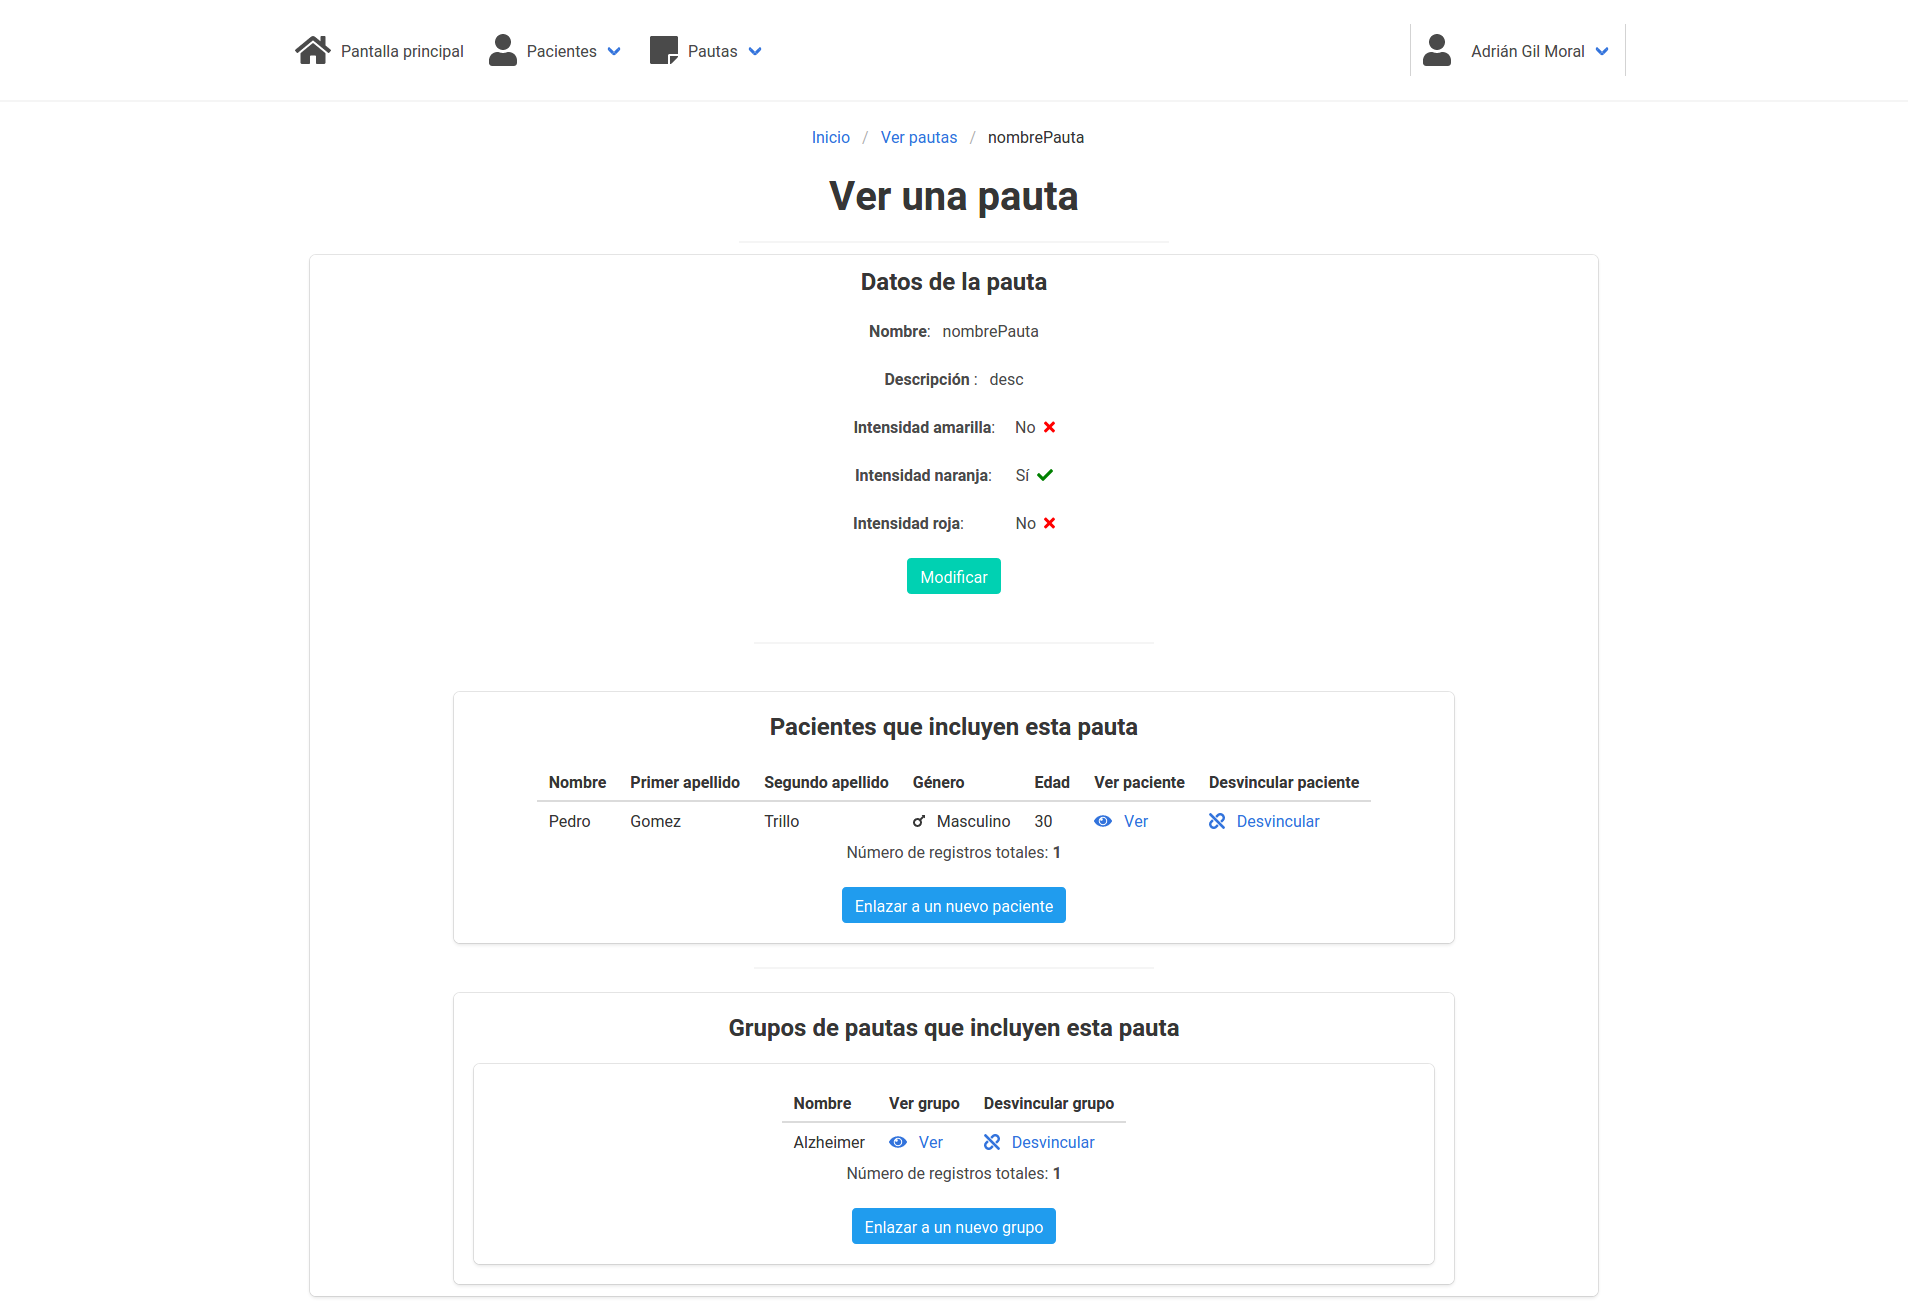 Pantalla principal Pacientes Pautas Adrián Gil Moral
Inicio / Ver pautas / nombrePauta
Ver una pauta
Datos de la pauta
Nombre: nombrePauta
Descripción : desc
Intensidad amarilla: No
Intensidad naranja: Sí
Intensidad roja: No
Modificar
Pacientes que incluyen esta pauta
Nombre Primer apellido Segundo apellido Género Edad Ver paciente Desvincular paciente
Pedro Gomez Trillo Masculino 30 Ver Desvincular
Número de registros totales: 1
Enlazar a un nuevo paciente
Grupos de pautas que incluyen esta pauta
Nombre Ver grupo Desvincular grupo
Alzheimer Ver Desvincular
Número de registros totales: 1
Enlazar a un nuevo grupo